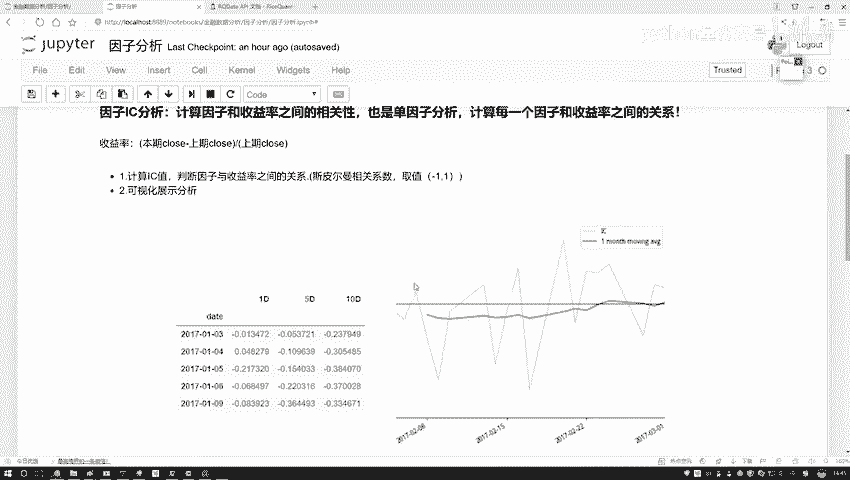 金融数据分析/因子分析/
因子分析
RQData API 文档 - RiceQuant
jupyter 因子分析 Last Checkpoint: an hour ago (autosaved)
Logout
File Edit View Insert Cell Kernel Widgets Help
Trusted
Code
因子IC分析：计算因子和收益率之间的相关性，也是单因子分析，计算每一个因子和收益率之间的关系！
收益率：(本期close-上期close)/(上期close)
1.计算IC值，判断因子与收益率之间的关系.(斯皮尔曼相关系数，取值（-1,1）)
2.可视化展示分析
IC
1 month moving avg
1D 5D 10D
date
2017-01-03 -0.013472 -0.053721 -0.237949
2017-01-04 0.048279 -0.109639 -0.305485
2017-01-05 -0.217320 -0.154033 -0.384070
2017-01-06 -0.068497 -0.220316 -0.370028
2017-01-09 -0.083923 -0.364493 -0.334671
2017-02-08
2017-02-15
2017-02-22
2017-03-01